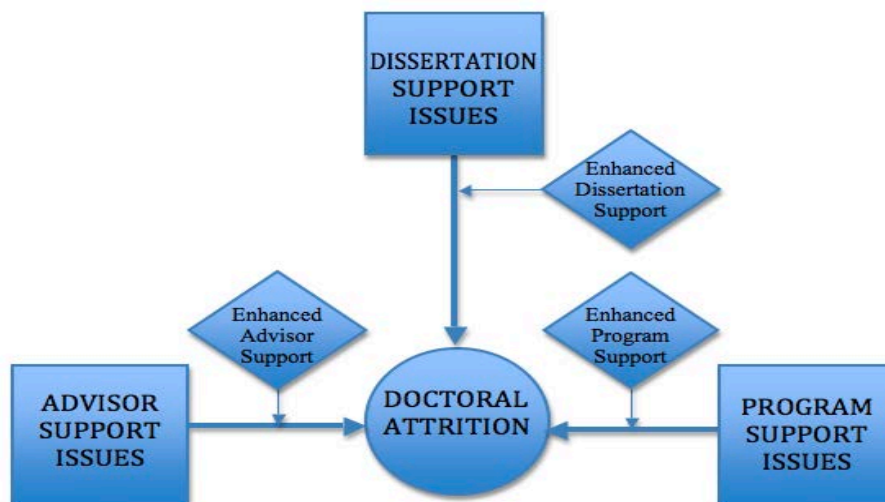 DISSERTATION
SUPPORT
ISSUES
Enhanced
Dissertation
Support
Enhanced
Advisor
Support
Enhanced
Program
Support
ADVISOR
SUPPORT
ISSUES
DOCTORAL
ATTRITION
PROGRAM
SUPPORT
ISSUES